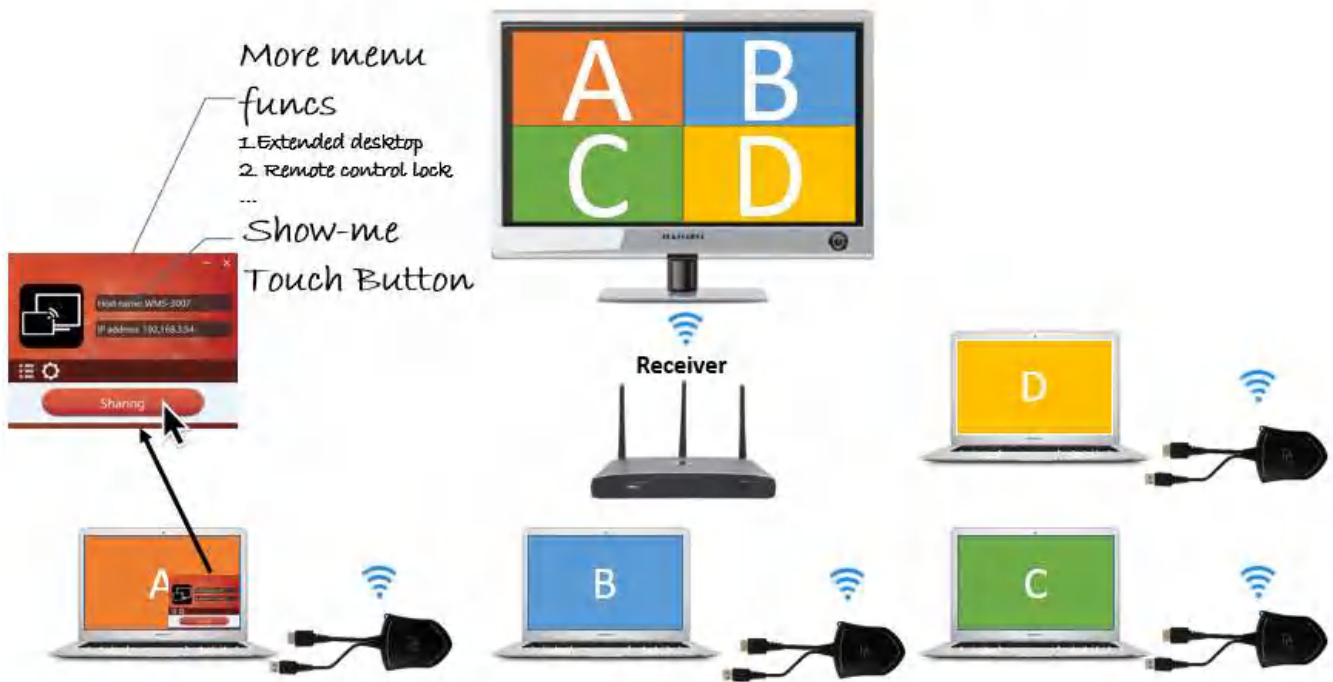 More menu
funcs
1.Extended desktop
2. Remote control lock
...
Show-me
Touch Button
A B
C D
Host name: WMS-3007
IP address: 192.168.3.54
Sharing
Receiver
D
A
B
C